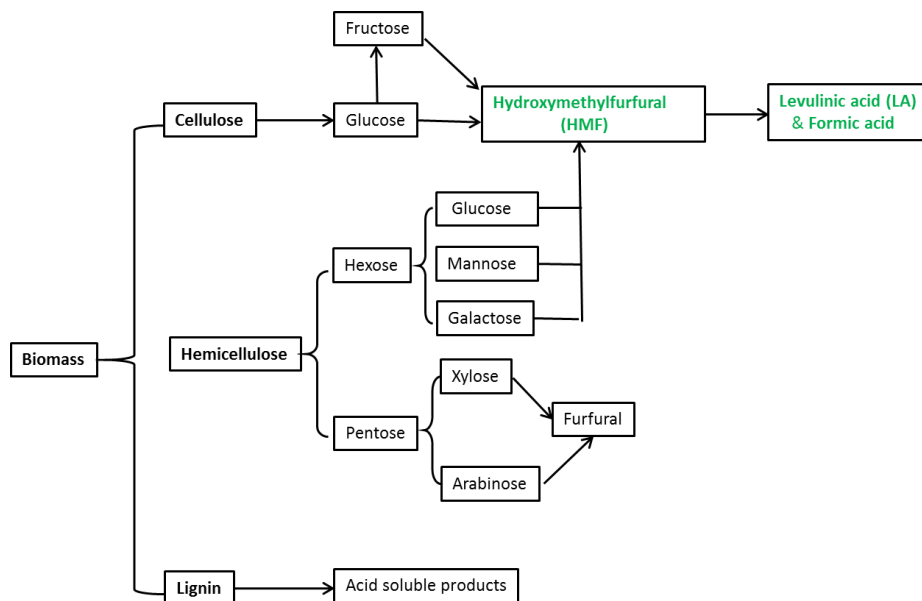 Fructose
Hydroxymethylfurfural
(HMF)
Levulinic acid (LA)
& Formic acid
Cellulose
Glucose
Glucose
Hexose
Mannose
Galactose
Biomass
Hemicellulose
Xylose
Pentose
Furfural
Arabinose
Lignin
Acid soluble products